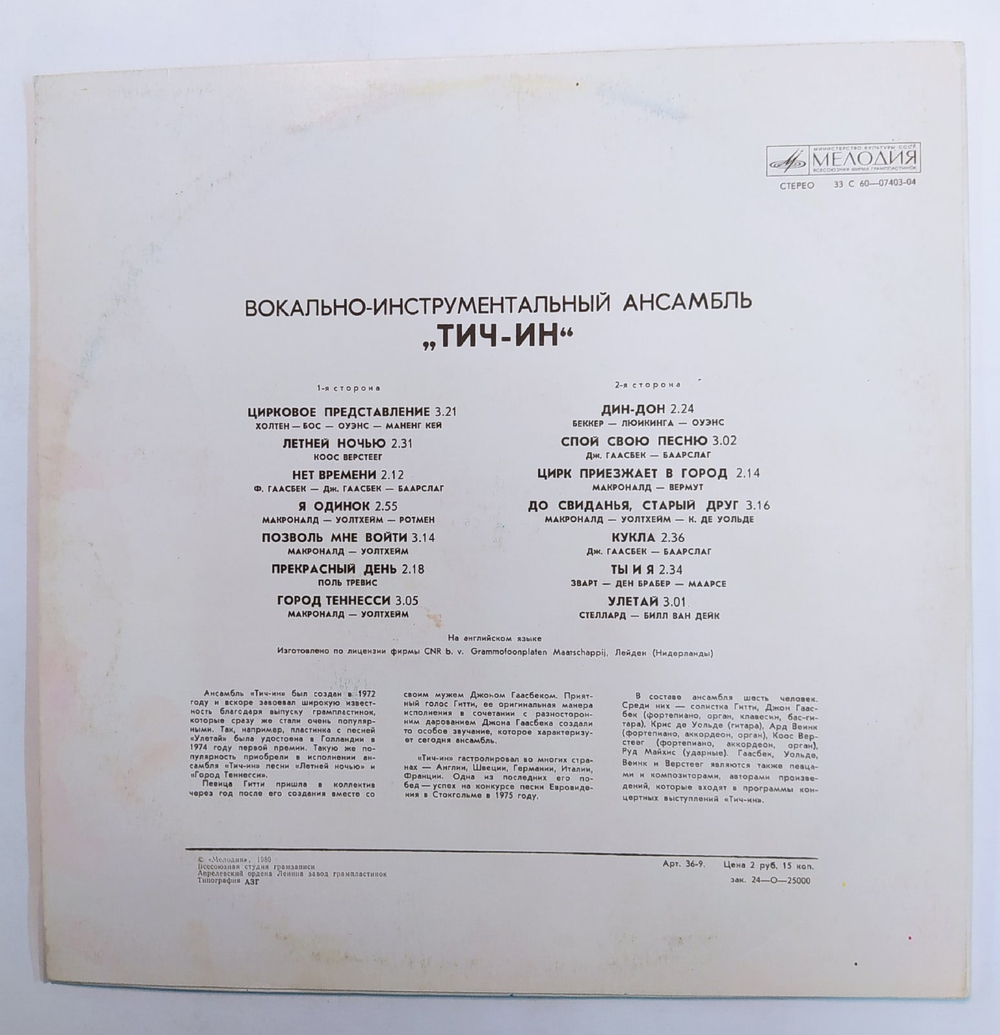 МИНИСТЕРСТВО КУЛЬТУРЫ СССР
МЕЛОДИЯ
ВСЕСОЮЗНАЯ ФИРМА ГРАМПЛАСТИНОК
СТЕРЕО 33 С 60—07403-04
ВОКАЛЬНО-ИНСТРУМЕНТАЛЬНЫЙ АНСАМБЛЬ
„ТИЧ-ИН“
1-я сторона
ЦИРКОВОЕ ПРЕДСТАВЛЕНИЕ 3.21
ХОЛТЕН — БОС — ОУЭНС — МАНЕНГ КЕЙ
ЛЕТНЕЙ НОЧЬЮ 2.31
КООС ВЕРСТЕЕГ
НЕТ ВРЕМЕНИ 2.12
Ф. ГААСБЕК — Дж. ГААСБЕК — БААРСЛАГ
Я ОДИНОК 2.55
МАКРОНАЛД — УОЛТХЕЙМ — РОТМЕН
ПОЗВОЛЬ МНЕ ВОЙТИ 3.14
МАКРОНАЛД — УОЛТХЕЙМ
ПРЕКРАСНЫЙ ДЕНЬ 2.18
ПОЛЬ ТРЕВИС
ГОРОД ТЕННЕССИ 3.05
МАКРОНАЛД — УОЛТХЕЙМ
2-я сторона
ДИН-ДОН 2.24
БЕККЕР — ЛЮИКИНГА — ОУЭНС
СПОЙ СВОЮ ПЕСНЮ 3.02
Дж. ГААСБЕК — БААРСЛАГ
ЦИРК ПРИЕЗЖАЕТ В ГОРОД 2.14
МАКРОНАЛД — ВЕРМУТ
ДО СВИДАНЬЯ, СТАРЫЙ ДРУГ 3.16
МАКРОНАЛД — УОЛТХЕЙМ — К. ДЕ УОЛЬДЕ
КУКЛА 2.36
Дж. ГААСБЕК — БААРСЛАГ
ТЫ И Я 2.34
ЗВАРТ — ДЕН БРАБЕР — МААРСЕ
УЛЕТАЙ 3.01
СТЕЛЛАРД — БИЛЛ ВАН ДЕЙК
На английском языке
Изготовлено по лицензии фирмы CNR b. v. Grammofoonplaten Maatschappij, Лейден (Нидерланды)
Ансамбль «Тич-ин» был создан в 1972
году и вскоре завоевал широкую извест-
ность благодаря выпуску грампластинок,
которые сразу же стали очень популяр-
ными. Так, например, пластинка с песней
«Улетай» была удостоена в Голландии в
1974 году первой премии. Такую же по-
пулярность приобрели в исполнении ан-
самбля «Тич-ин» песни «Летней ночью» и
«Город Теннесси».
Певица Гитти пришла в коллектив
через год после его создания вместе со
своим мужем Джоном Гаасбеком. Прият-
ный голос Гитти, ее оригинальная манера
исполнения в сочетании с разносторон-
ним дарованием Джона Гаасбека создали
то особое звучание, которое характеризу-
ет сегодня ансамбль.
«Тич-ин» гастролировал во многих стра-
нах — Англии, Швеции, Германии, Италии,
Франции. Одна из последних его по-
бед — успех на конкурсе песни Евровиде-
ния в Стокгольме в 1975 году.
В составе ансамбля шесть человек.
Среди них — солистка Гитти, Джон Гаас-
бек (фортепиано, орган, клавесин, бас-ги-
тара), Крис де Уольде (гитара), Ард Веинк
(фортепиано, аккордеон, орган), Коос Вер-
стеег (фортепиано, аккордеон, орган),
Руд Майхис (ударные). Гаасбек, Уольде,
Веинк и Верстеег являются также певца-
ми и композиторами, авторами произве-
дений, которые входят в программы кон-
цертных выступлений «Тич-ин».
© «Мелодия», 1980
Всесоюзная студия грамзаписи
Апрелевский ордена Ленина завод грампластинок
Типография АЗГ
Арт. 36-9. Цена 2 руб. 15 коп.
зак. 24—О—25000